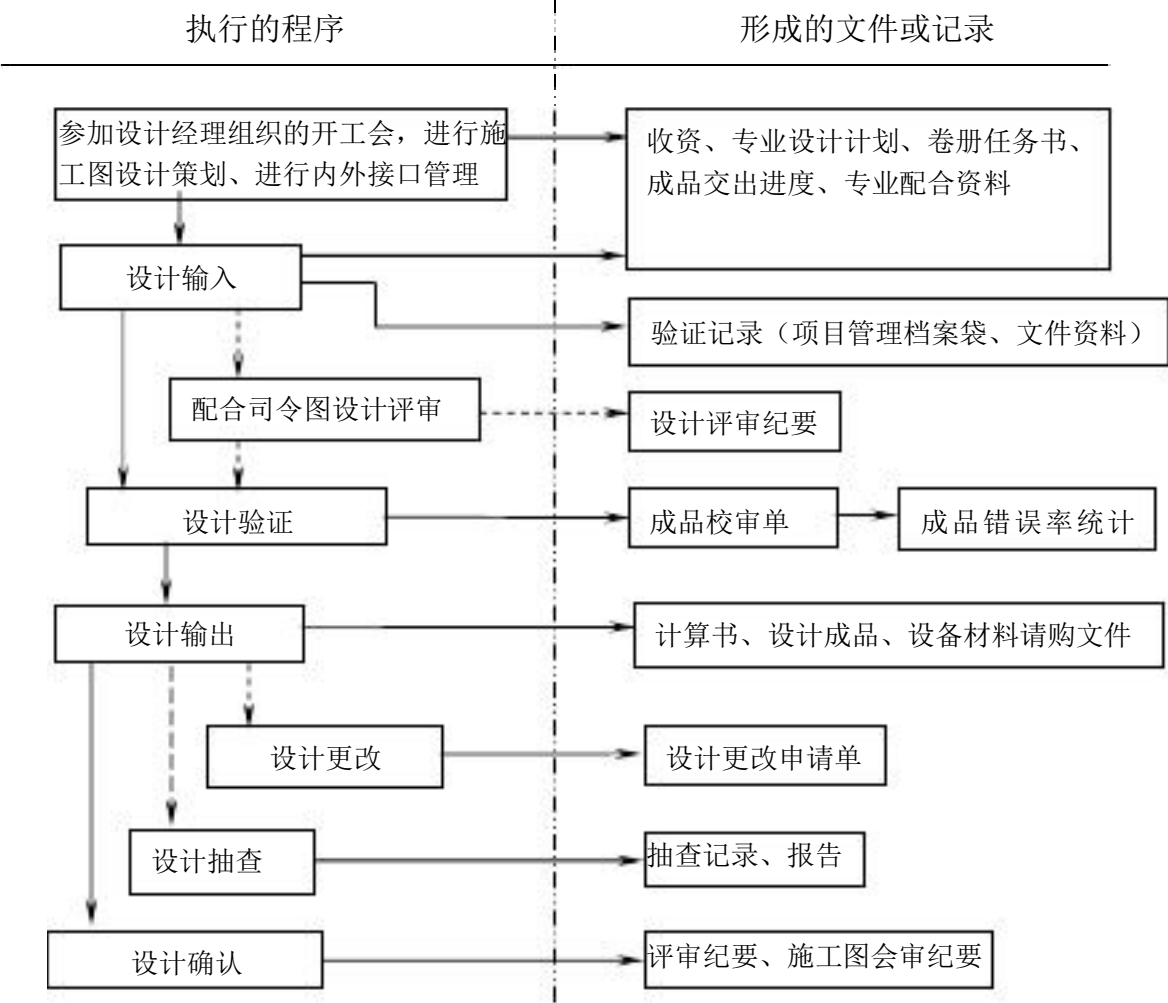 执行的程序
形成的文件或记录
参加设计经理组织的开工会，进行施
工图设计策划、进行内外接口管理
收资、专业设计计划、卷册任务书、
成品交出进度、专业配合资料
设计输入
验证记录（项目管理档案袋、文件资料）
配合司令图设计评审
设计评审纪要
设计验证
成品校审单
成品错误率统计
设计输出
计算书、设计成品、设备材料请购文件
设计更改
设计更改申请单
设计抽查
抽查记录、报告
设计确认
评审纪要、施工图会审纪要